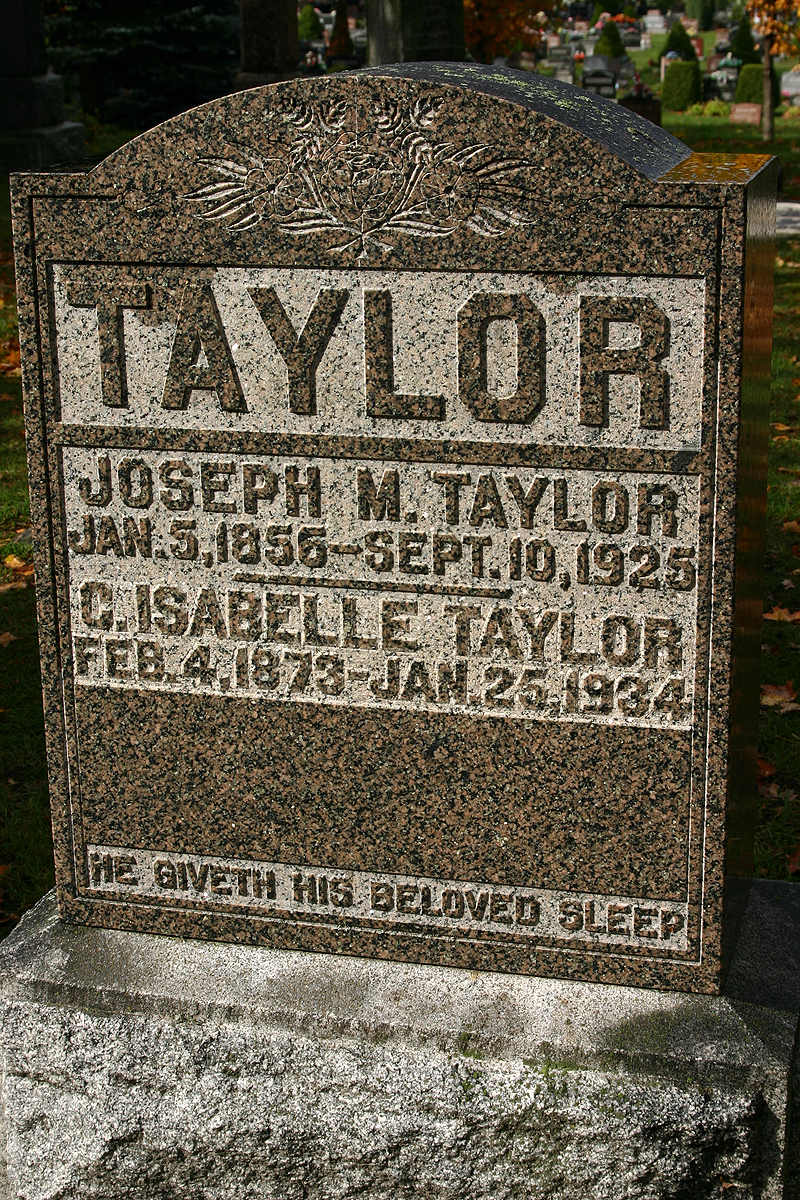 TAYLOR
JOSEPH M. TAYLOR
JAN. 5, 1856-SEPT. 10, 1925
C. ISABELLE TAYLOR
FEB. 4, 1873-JAN. 25, 1934
HE GIVETH HIS BELOVED SLEEP